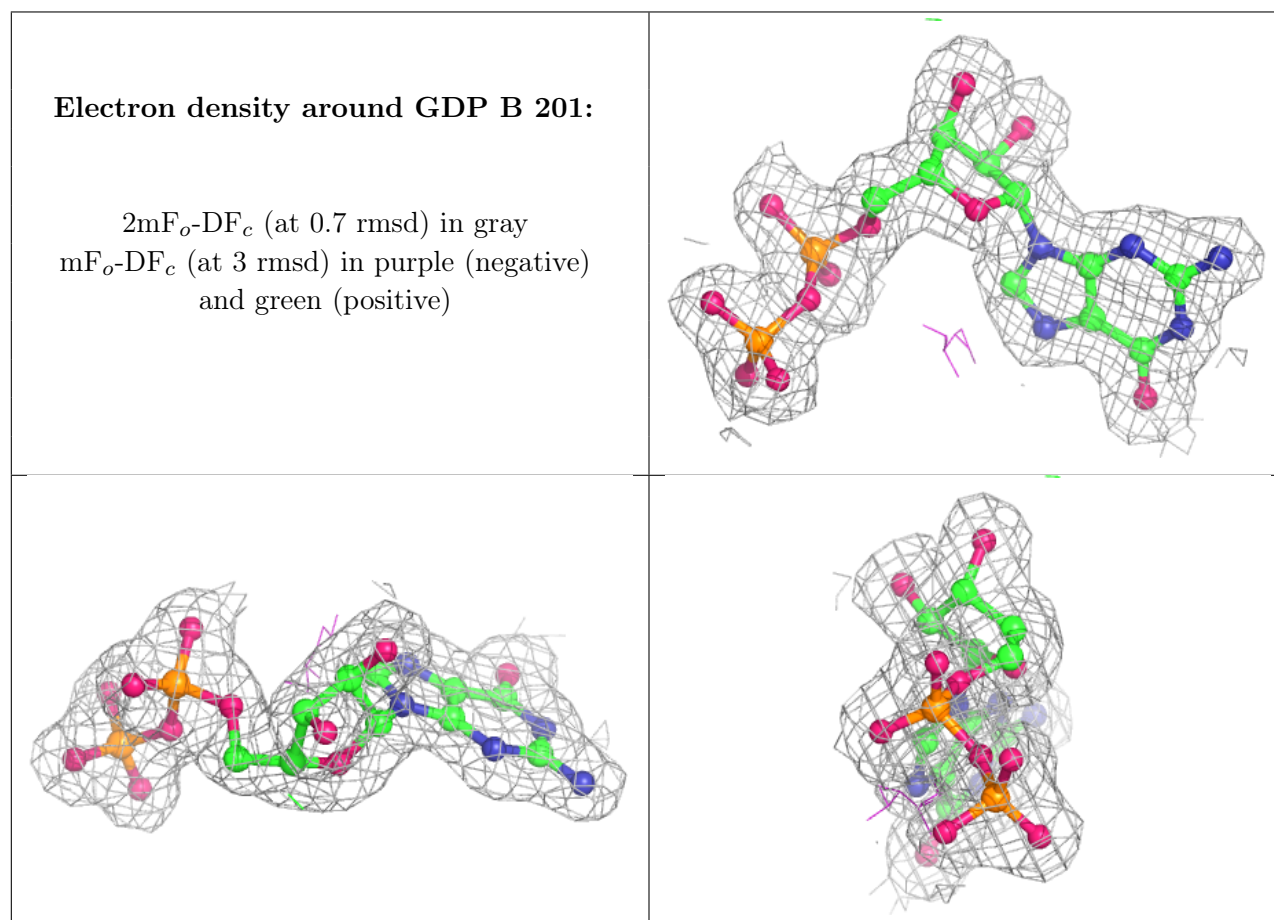 Electron density around GDP B 201:
2mFo-DFc (at 0.7 rmsd) in gray
mFo-DFc (at 3 rmsd) in purple (negative)
and green (positive)